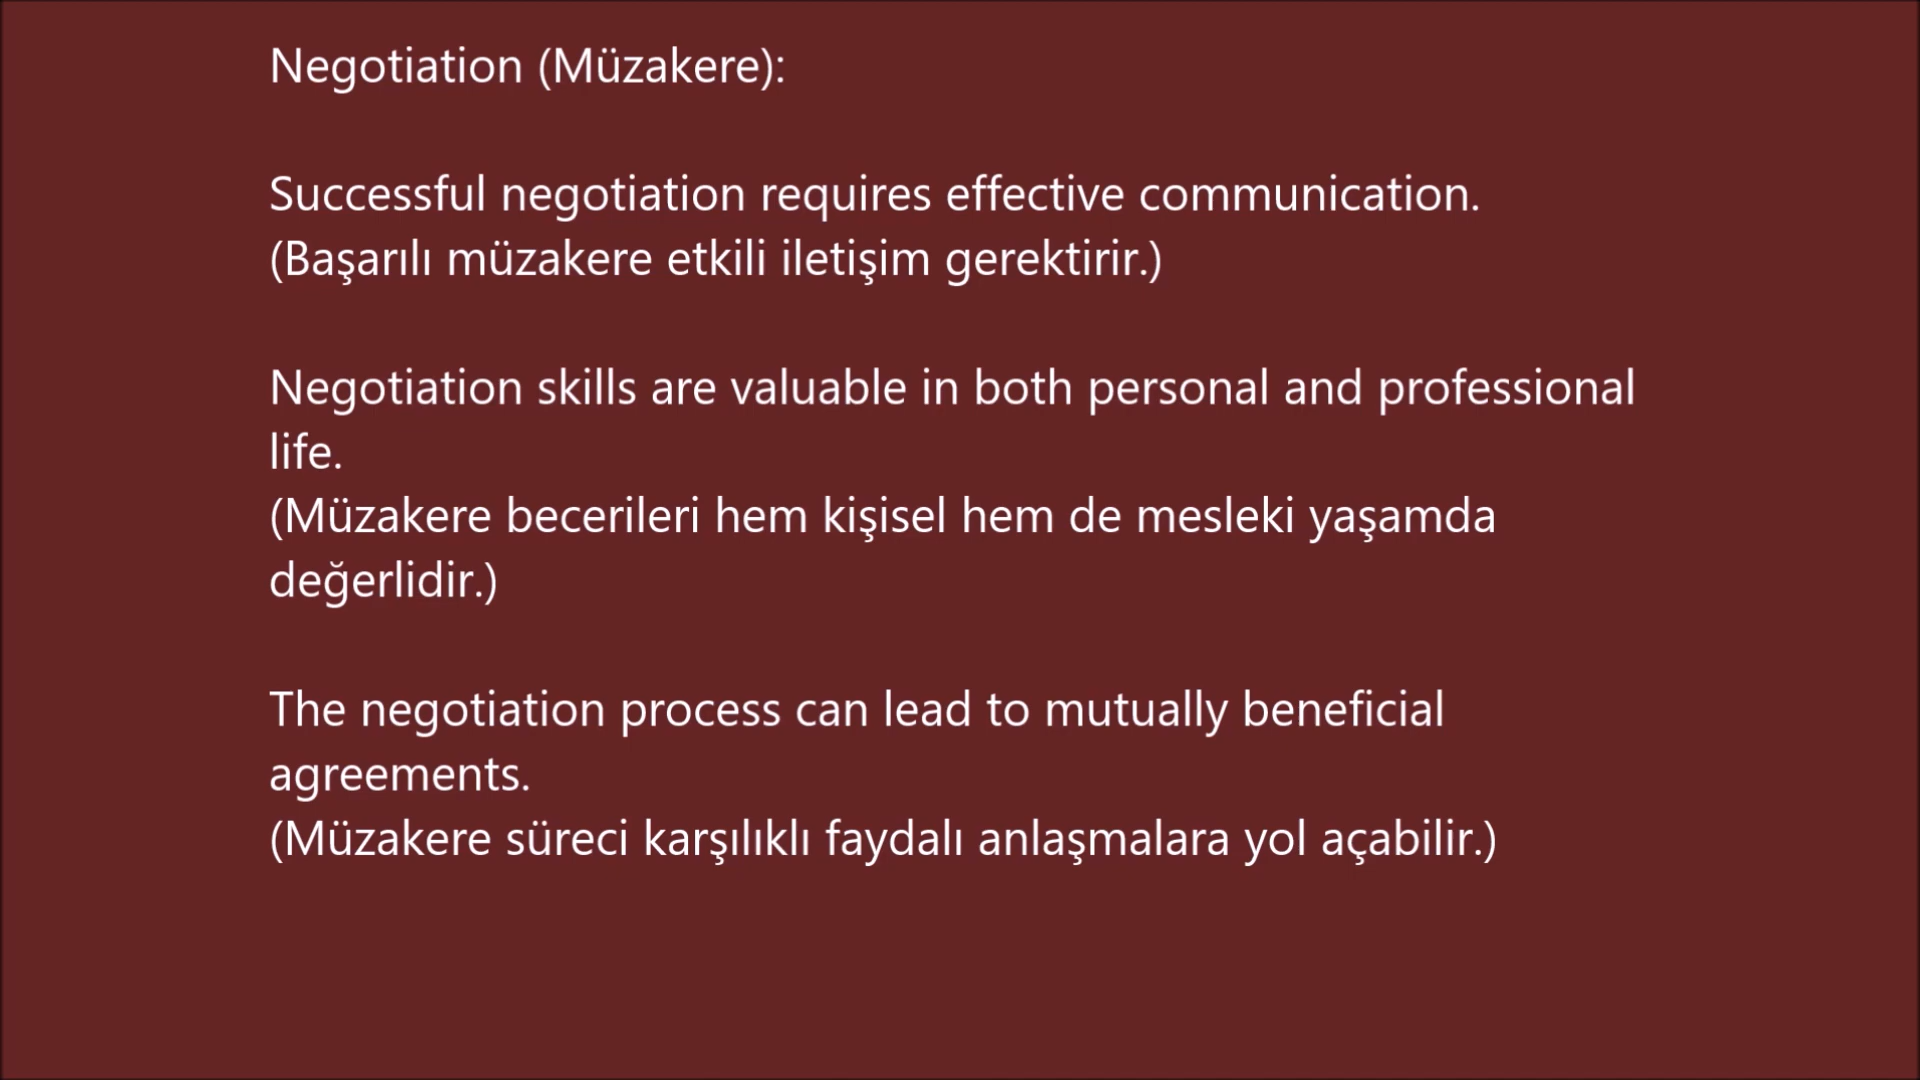 Negotiation (Müzakere):
Successful negotiation requires effective communication.
(Başarılı müzakere etkili iletişim gerektirir.)
Negotiation skills are valuable in both personal and professional
life.
(Müzakere becerileri hem kişisel hem de mesleki yaşamda
değerlidir.)
The negotiation process can lead to mutually beneficial
agreements.
(Müzakere süreci karşılıklı faydalı anlaşmalara yol açabilir.)